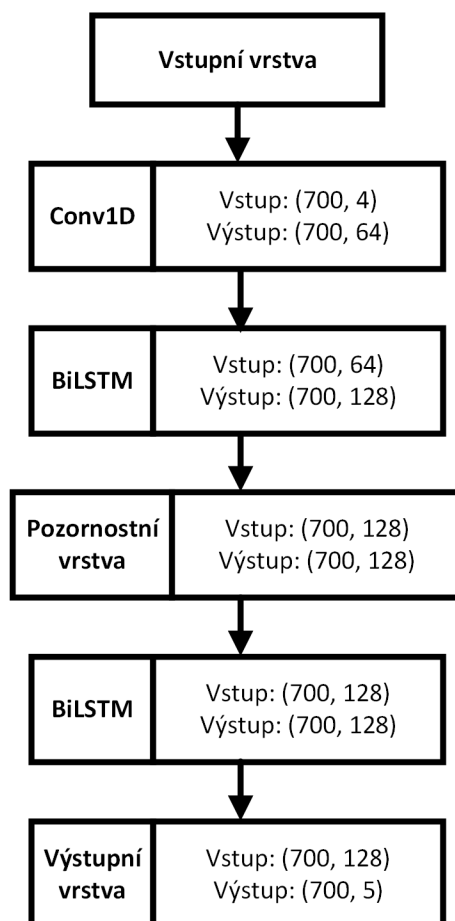 Vstupní vrstva
Conv1D
Vstup: (700, 4)
Výstup: (700, 64)
BiLSTM
Vstup: (700, 64)
Výstup: (700, 128)
Pozornostní
vrstva
Vstup: (700, 128)
Výstup: (700, 128)
BiLSTM
Vstup: (700, 128)
Výstup: (700, 128)
Výstupní
vrstva
Vstup: (700, 128)
Výstup: (700, 5)